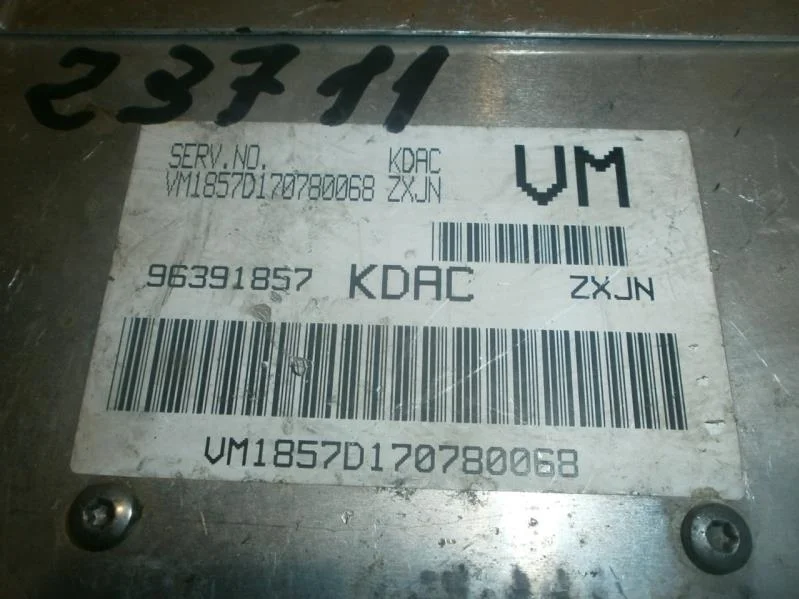 23711
SERV.NO. KDAC VM
VM1857D170780068 ZXJN
96391857 KDAC ZXJN
VM1857D170780068